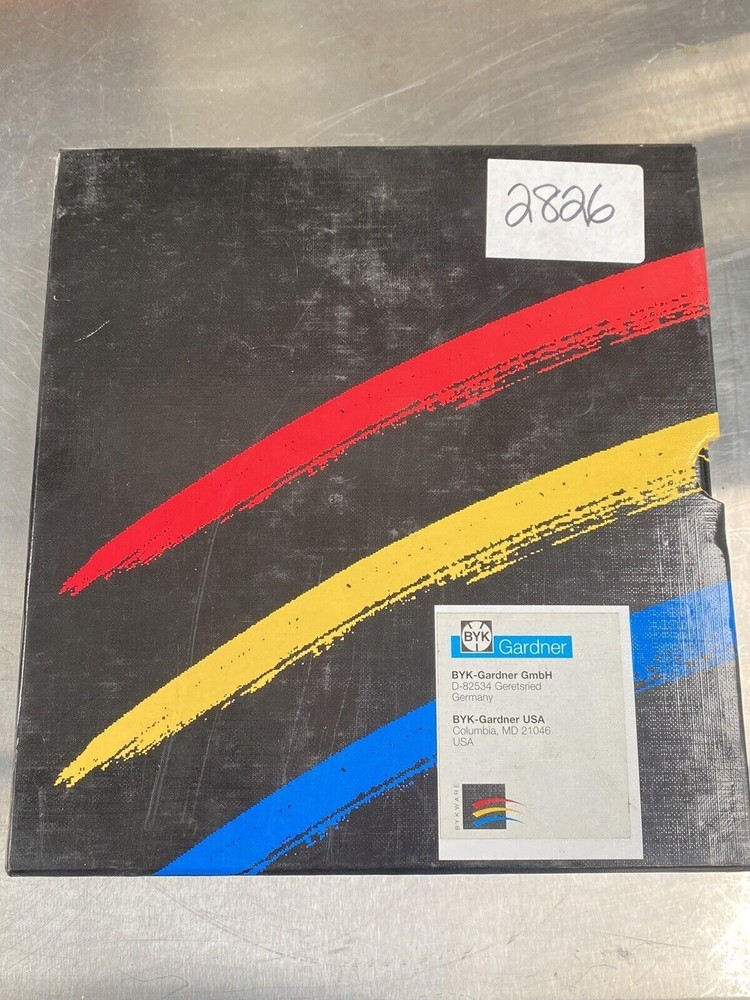 2826
BYK Gardner
BYK-Gardner GmbH
D-82534 Geretsried
Germany
BYK-Gardner USA
Columbia, MD 21046
USA
BYKWARE